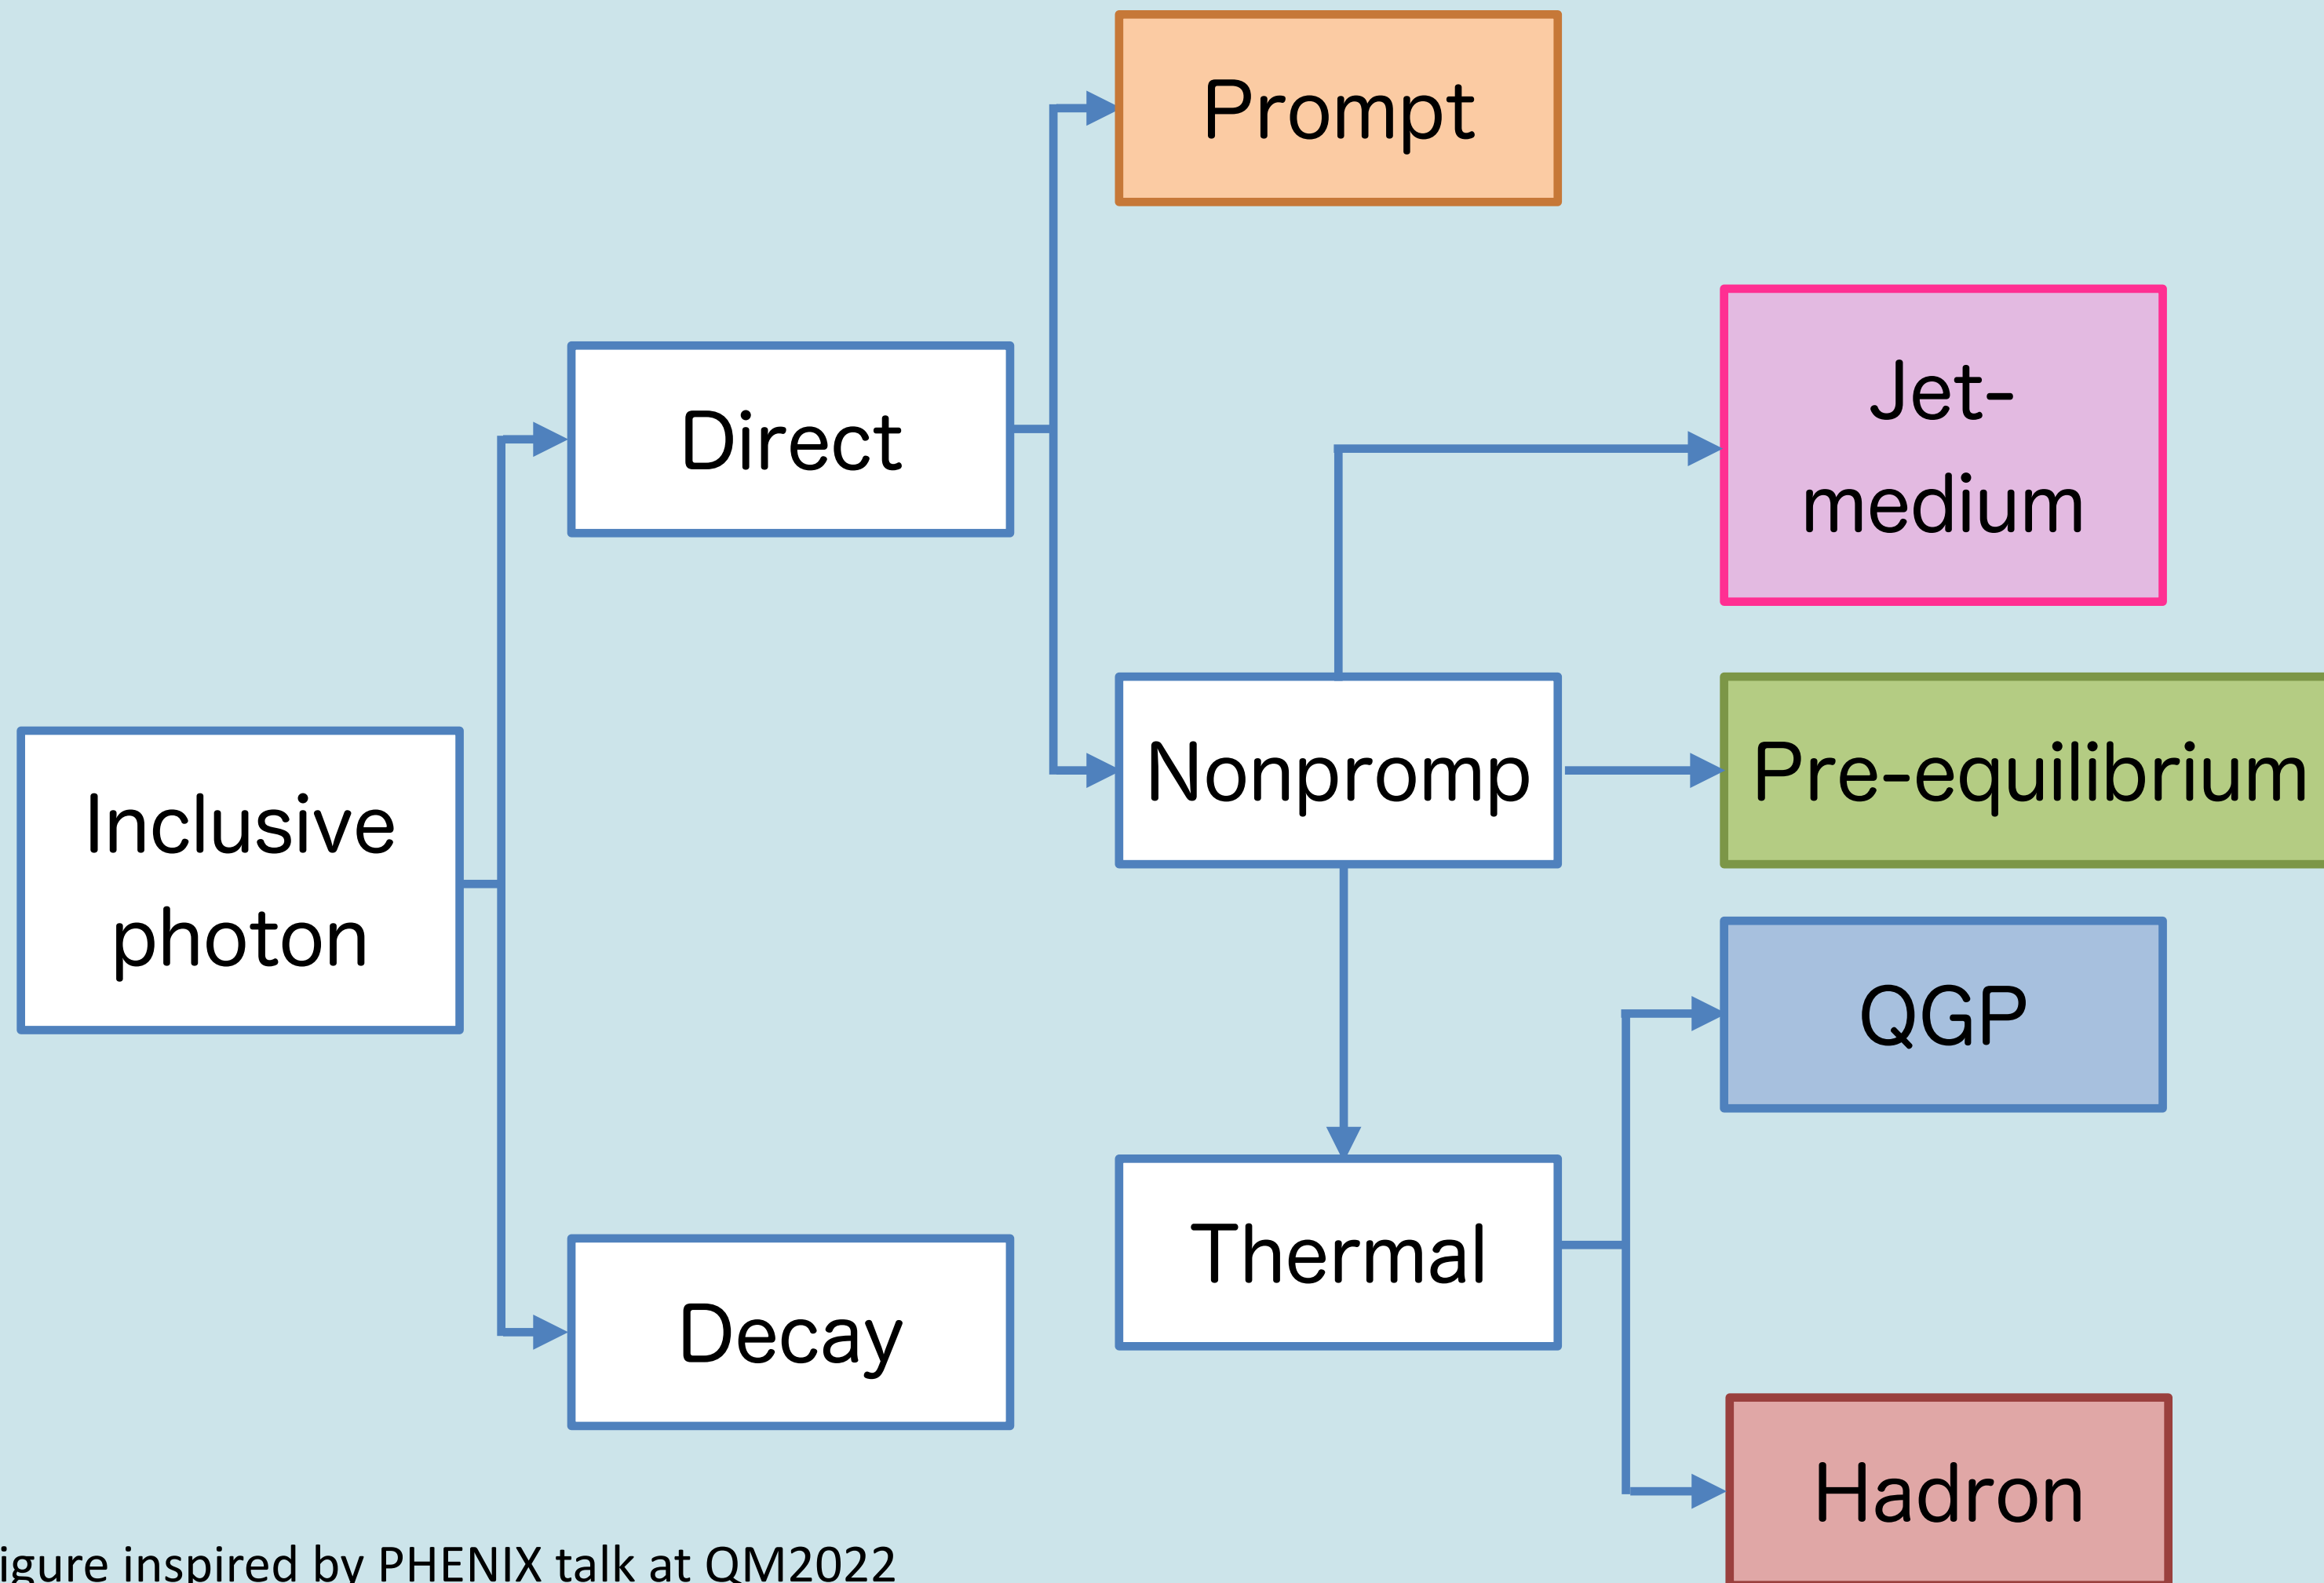 Prompt
Jet-
medium
Direct
Nonpromp
Pre-equilibrium
Inclusive
photon
QGP
Thermal
Decay
Hadron
igure inspired by PHENIX talk at QM2022